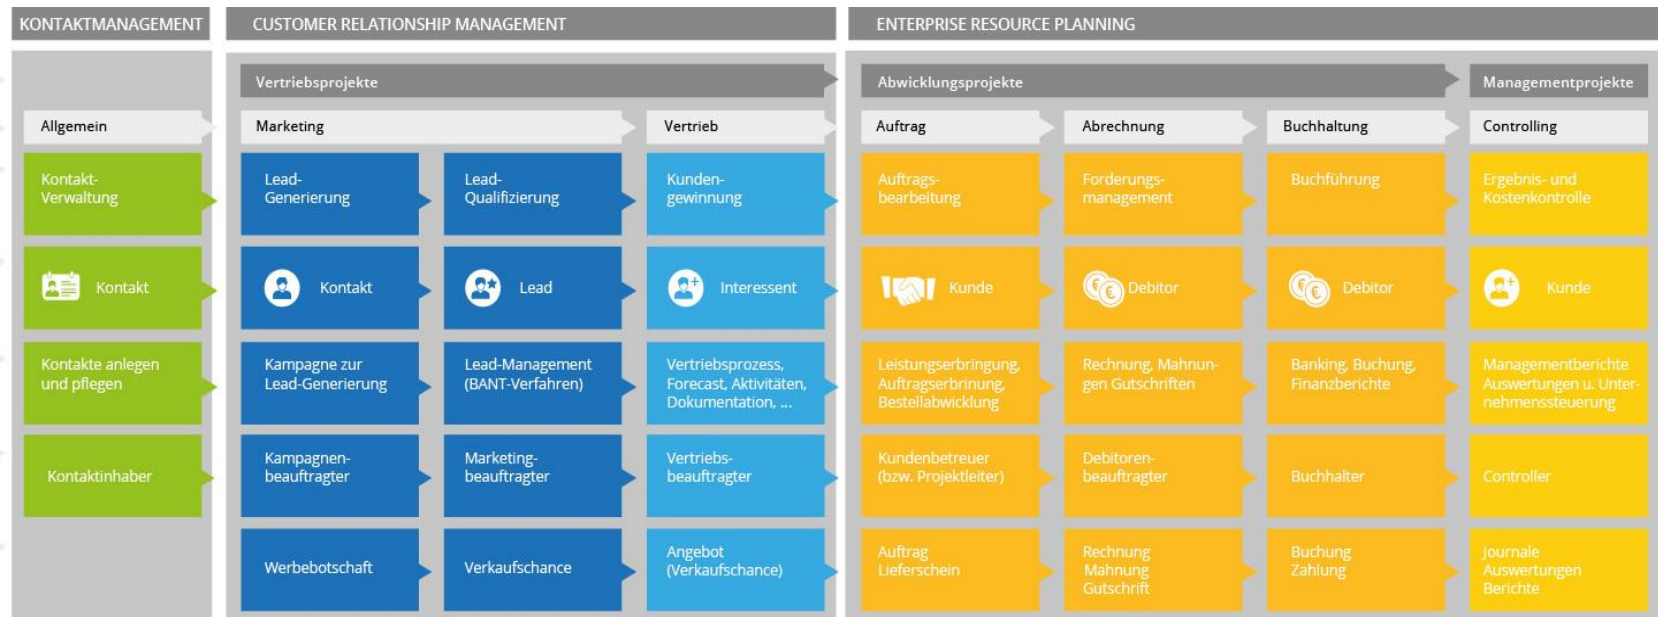 KONTAKTMANAGEMENT
CUSTOMER RELATIONSHIP MANAGEMENT
ENTERPRISE RESOURCE PLANNING
Vertriebsprojekte
Abwicklungsprojekte
Managementprojekte
Allgemein
Marketing
Vertrieb
Auftrag
Abrechnung
Buchhaltung
Controlling
Kontakt-
Verwaltung
Lead-
Generierung
Lead-
Qualifizierung
Kunden-
gewinnung
Auftrags-
bearbeitung
Forderungs-
management
Buchführung
Ergebnis- und
Kostenkontrolle
Kontakt
Kontakt
Lead
Interessent
Kunde
Debitor
Debitor
Kunde
Kontakte anlegen
und pflegen
Kampagne zur
Lead-Generierung
Lead-Management
(BANT-Verfahren)
Vertriebsprozess,
Forecast, Aktivitäten,
Dokumentation, ...
Leistungserbringung,
Auftragserbrinung,
Bestellabwicklung
Rechnung, Mahnun-
gen Gutschriften
Banking, Buchung,
Finanzberichte
Managementberichte
Auswertungen u. Unter-
nehmenssteuerung
Kontaktinhaber
Kampagnen-
beauftragter
Marketing-
beauftragter
Vertriebs-
beauftragter
Kundenbetreuer
(bzw. Projektleiter)
Debitoren-
beauftragter
Buchhalter
Controller
Werbebotschaft
Verkaufschance
Angebot
(Verkaufschance)
Auftrag
Lieferschein
Rechnung
Mahnung
Gutschrift
Buchung
Zahlung
Journale
Auswertungen
Berichte